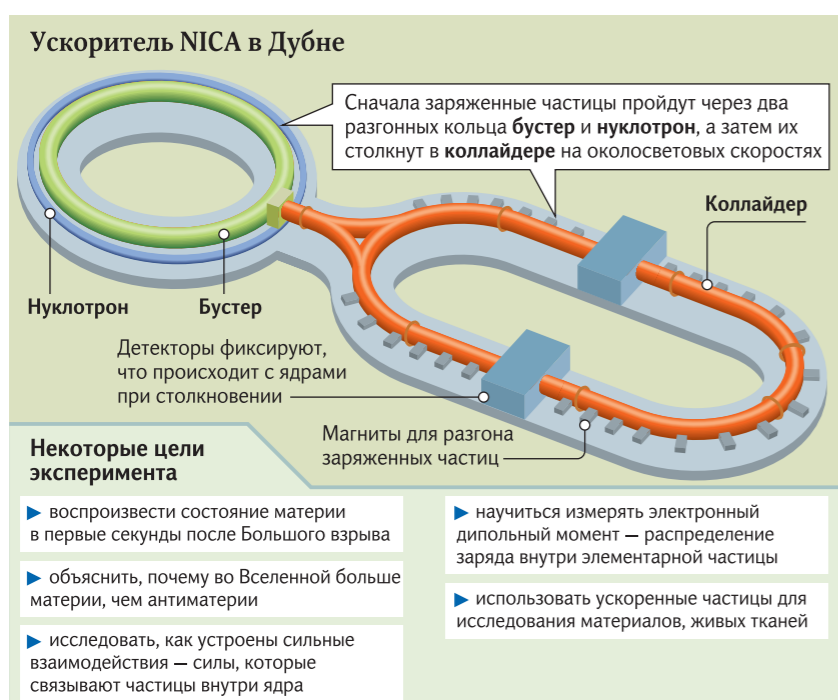 Ускоритель NICA в Дубне
Сначала заряженные частицы пройдут через два
разгонных кольца бустер и нуклотрон, а затем их
столкнут в коллайдере на околосветовых скоростях
Коллайдер
Нуклотрон
Бустер
Детекторы фиксируют,
что происходит с ядрами
при столкновении
Магниты для разгона
заряженных частиц
Некоторые цели
эксперимента
▶ воспроизвести состояние материи
в первые секунды после Большого взрыва
▶ объяснить, почему во Вселенной больше
материи, чем антиматерии
▶ исследовать, как устроены сильные
взаимодействия — силы, которые
связывают частицы внутри ядра
▶ научиться измерять электронный
дипольный момент — распределение
заряда внутри элементарной частицы
▶ использовать ускоренные частицы для
исследования материалов, живых тканей